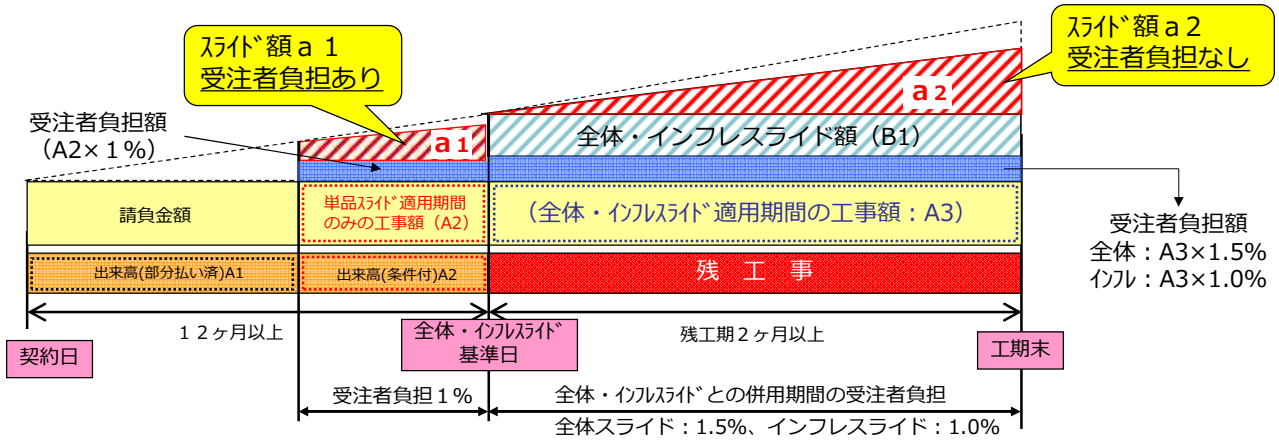 ｽﾗｲﾄﾞ額ａ１
受注者負担あり
ｽﾗｲﾄﾞ額ａ２
受注者負担なし
受注者負担額
（A2×１%）
ａ1
ａ2
全体・インフレスライド額（B1）
請負金額
単品ｽﾗｲﾄﾞ適用期間
のみの工事額（A2）
（全体・ｲﾝﾌﾚｽﾗｲﾄﾞ適用期間の工事額：A3）
受注者負担額
全体：A3×1.5%
ｲﾝﾌﾚ：A3×1.0%
出来高(部分払い済)A1
出来高(条件付)A2
残　工　事
１２ヶ月以上
残工期２ヶ月以上
契約日
全体・ｲﾝﾌﾚｽﾗｲﾄﾞ
基準日
工期末
受注者負担１%
全体・ｲﾝﾌﾚｽﾗｲﾄﾞとの併用期間の受注者負担
全体スライド：1.5%、インフレスライド：1.0%